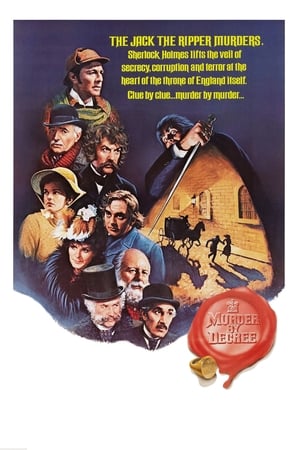 THE JACK THE RIPPER MURDERS.
Sherlock Holmes lifts the veil of
secrecy, corruption and terror at the
heart of the throne of England itself.
Clue by clue...murder by murder...
MURDER BY
DECREE